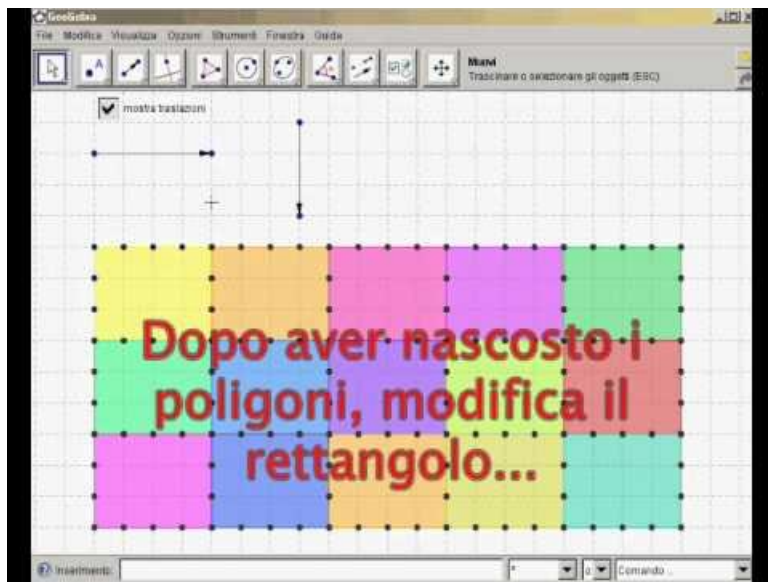 GeoGebra
File Modifica Visualizza Opzioni Strumenti Finestra Guida
Muovi
Trascinare o selezionare gli oggetti (ESC)
mostra traslazioni
Dopo aver nascosto i
poligoni, modifica il
rettangolo...
Inserimento:
Comando ..